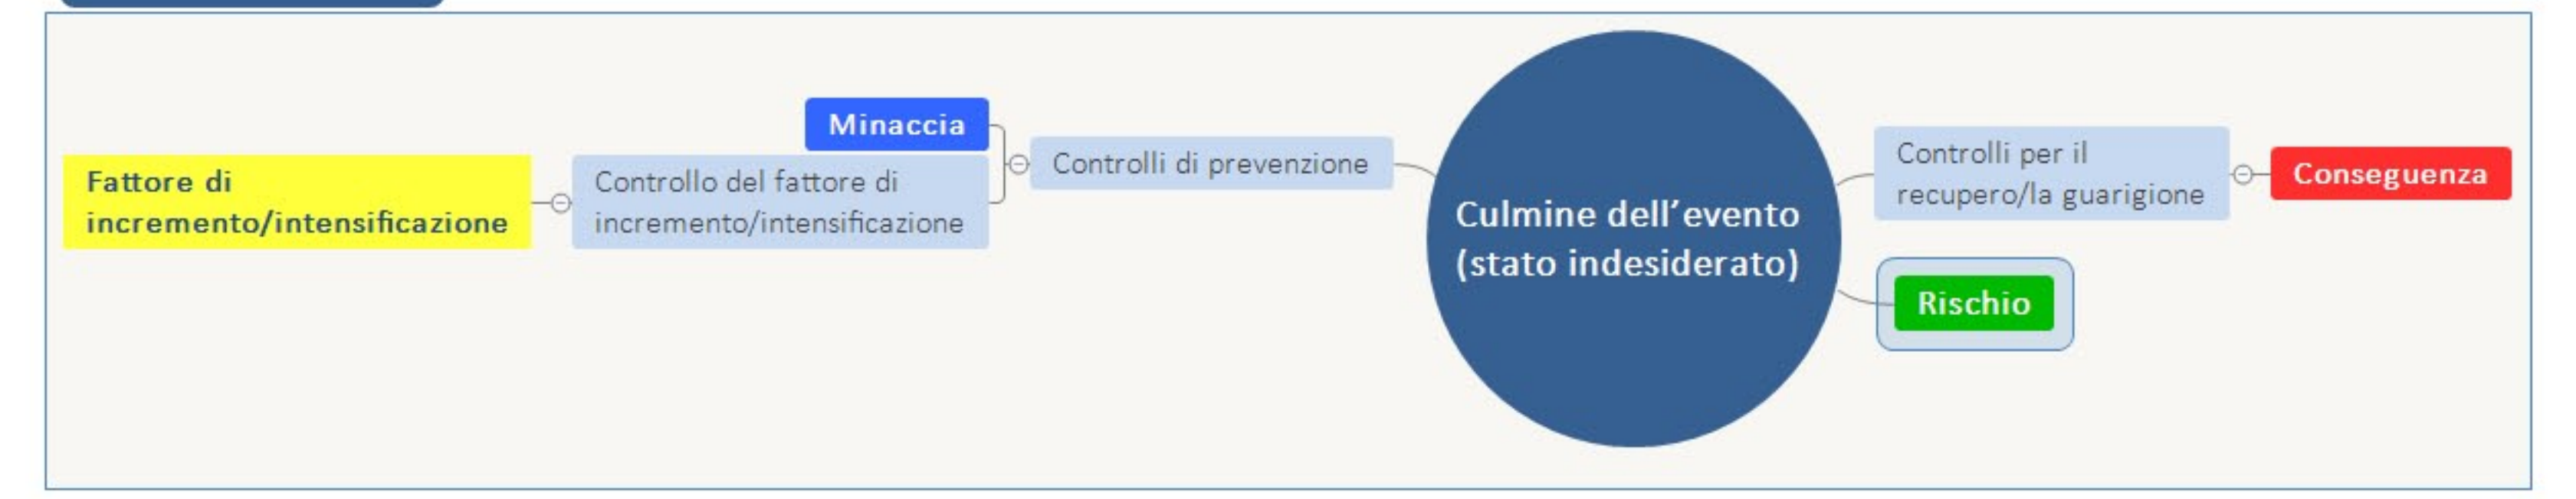 Minaccia
Fattore di
incremento/intensificazione
Controllo del fattore di
incremento/intensificazione
Controlli di prevenzione
Culmine dell’evento
(stato indesiderato)
Controlli per il
recupero/la guarigione
Conseguenza
Rischio